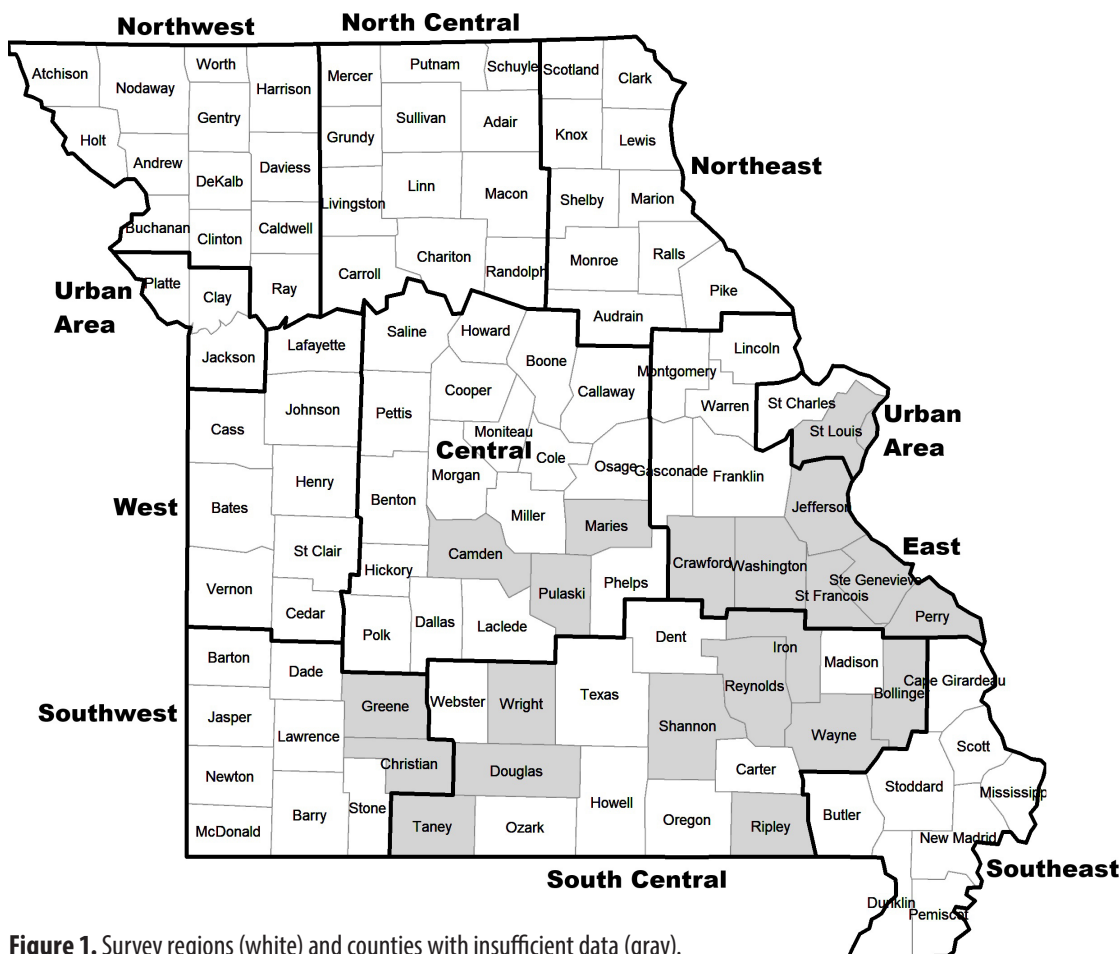 Northwest
North Central
Atchison
Nodaway
Worth
Harrison
Mercer
Putnam
Schuyle
Scotland
Clark
Gentry
Sullivan
Adair
Holt
Grundy
Knox
Lewis
Andrew
DeKalb
Daviess
Linn
Macon
Northeast
Livingston
Shelby
Marion
Buchanan
Clinton
Caldwell
Chariton
Monroe
Ralls
Carroll
Randolph
Platte
Clay
Ray
Pike
Urban
Area
Audrain
Saline
Howard
Lafayette
Jackson
Boone
Lincoln
Montgomery
Cooper
Callaway
Johnson
Pettis
Warren
St Charles
Urban
Area
Cass
Moniteau
St Louis
Central
Cole
Osage
Gasconade
Franklin
Morgan
Henry
Benton
West
Bates
Miller
Jefferson
Maries
St Clair
Camden
East
Hickory
Crawford
Washington
Vernon
Pulaski
Phelps
Ste Genevieve
St Francois
Cedar
Perry
Dallas
Laclede
Polk
Dent
Iron
Barton
Dade
Madison
Cape Girardeau
Reynolds
Bollinger
Texas
Webster
Wright
Greene
Southwest
Jasper
Shannon
Lawrence
Wayne
Scott
Christian
Douglas
Carter
Newton
Stoddard
Mississipp
Howell
Stone
Barry
Butler
Oregon
Taney
Ozark
Ripley
McDonald
New Madrid
Southeast
South Central
Dunklin
Pemiscot
Figure 1. Survey regions (white) and counties with insufficient data (gray).